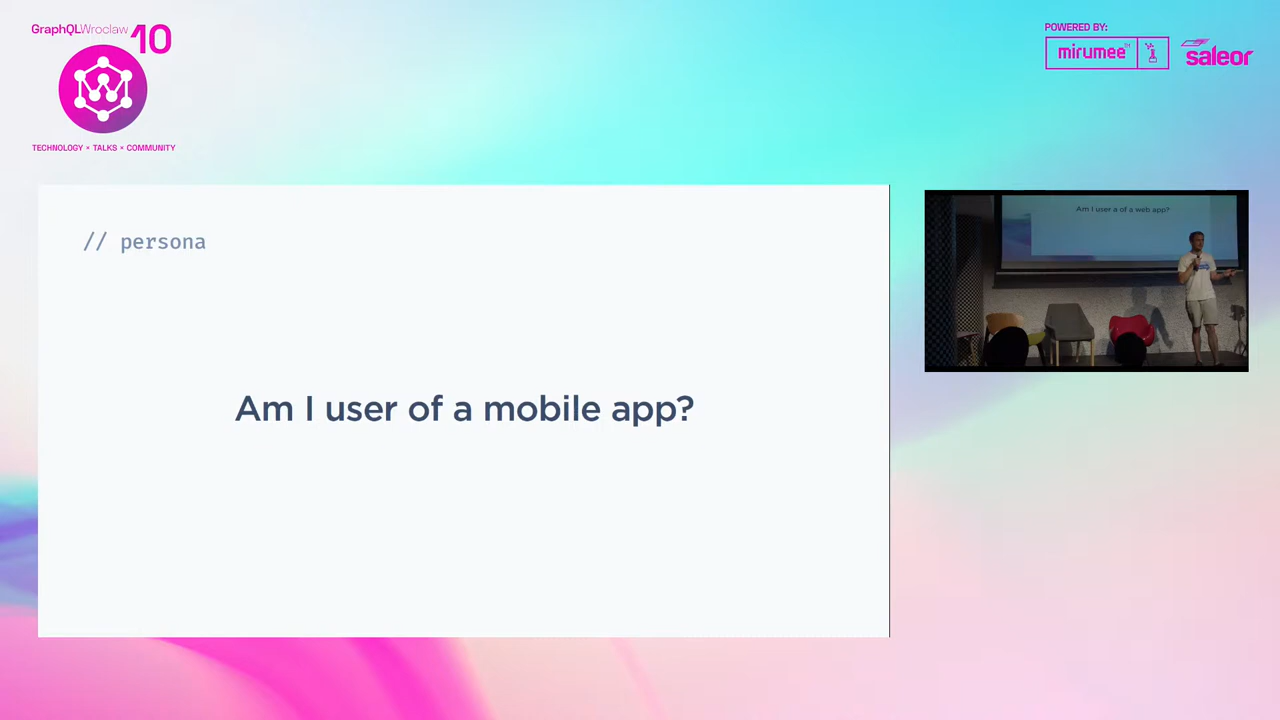 GraphQLWroclaw 10
TECHNOLOGY × TALKS × COMMUNITY
POWERED BY:
mirumee
saleor
// persona
Am I user of a mobile app?
Am I user a of a web app?